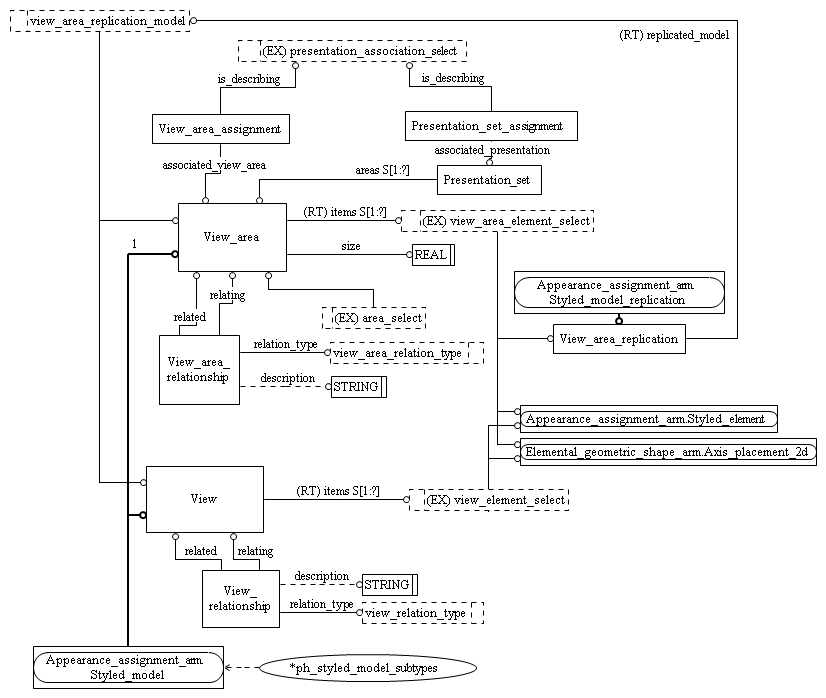 view_area_replication_model
(RT) replicated_model
(EX) presentation_association_select
is_describing
is_describing
View_area_assignment
Presentation_set_assignment
associated_view_area
associated_presentation
areas S[1:?]
Presentation_set
(RT) items S[1:?]
(EX) view_area_element_select
View_area
1
size
REAL
Appearance_assignment_arm.
Styled_model_replication
related
relating
(EX) area_select
View_area_replication
View_area_
relationship
relation_type
view_area_relation_type
description
STRING
Appearance_assignment_arm.Styled_element
Elemental_geometric_shape_arm.Axis_placement_2d
View
(RT) items S[1:?]
(EX) view_element_select
related
relating
View_
relationship
description
STRING
relation_type
view_relation_type
Appearance_assignment_arm.
Styled_model
*ph_styled_model_subtypes